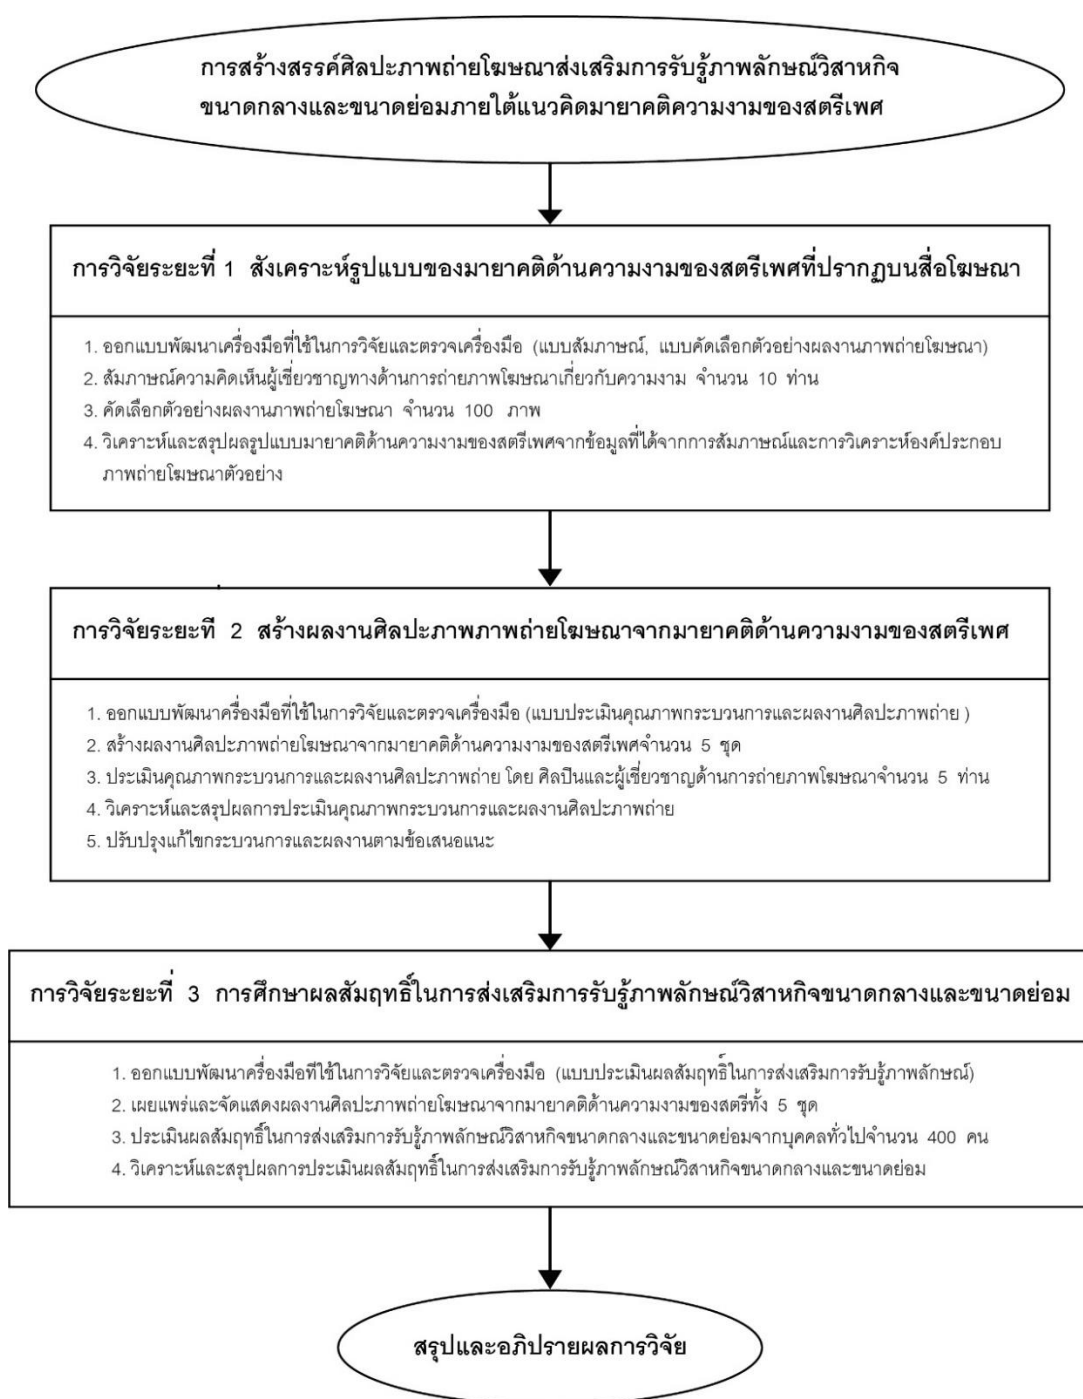 การสร้างสรรค์ศิลปะภาพถ่ายโฆษณาส่งเสริมการรับรู้ภาพลักษณ์วิสาหกิจ
ขนาดกลางและขนาดย่อมภายใต้แนวคิดมายาคติความงามของสตรีเพศ
การวิจัยระยะที่ 1 สังเคราะห์รูปแบบของมายาคติด้านความงามของสตรีเพศที่ปรากฏบนสื่อโฆษณา
1. ออกแบบพัฒนาเครื่องมือที่ใช้ในการวิจัยและตรวจเครื่องมือ (แบบสัมภาษณ์, แบบคัดเลือกตัวอย่างผลงานภาพถ่ายโฆษณา)
2. สัมภาษณ์ความคิดเห็นผู้เชี่ยวชาญทางด้านการถ่ายภาพโฆษณาเกี่ยวกับความงาม จำนวน 10 ท่าน
3. คัดเลือกตัวอย่างผลงานภาพถ่ายโฆษณา จำนวน 100 ภาพ
4. วิเคราะห์และสรุปผลรูปแบบมายาคติด้านความงามของสตรีเพศจากข้อมูลที่ได้จากการสัมภาษณ์และการวิเคราะห์องค์ประกอบ
ภาพถ่ายโฆษณาตัวอย่าง
การวิจัยระยะที่ 2 สร้างผลงานศิลปะภาพภาพถ่ายโฆษณาจากมายาคติด้านความงามของสตรีเพศ
1. ออกแบบพัฒนาเครื่องมือที่ใช้ในการวิจัยและตรวจเครื่องมือ (แบบประเมินคุณภาพกระบวนการและผลงานศิลปะภาพถ่าย )
2. สร้างผลงานศิลปะภาพถ่ายโฆษณาจากมายาคติด้านความงามของสตรีเพศจำนวน 5 ชุด
3. ประเมินคุณภาพกระบวนการและผลงานศิลปะภาพถ่าย โดย ศิลปินและผู้เชี่ยวชาญด้านการถ่ายภาพโฆษณาจำนวน 5 ท่าน
4. วิเคราะห์และสรุปผลการประเมินคุณภาพกระบวนการและผลงานศิลปะภาพถ่าย
5. ปรับปรุงแก้ไขกระบวนการและผลงานตามข้อเสนอแนะ
การวิจัยระยะที่ 3 การศึกษาผลสัมฤทธิ์ในการส่งเสริมการรับรู้ภาพลักษณ์วิสาหกิจขนาดกลางและขนาดย่อม
1. ออกแบบพัฒนาเครื่องมือที่ใช้ในการวิจัยและตรวจเครื่องมือ (แบบประเมินผลสัมฤทธิ์ในการส่งเสริมการรับรู้ภาพลักษณ์)
2. เผยแพร่และจัดแสดงผลงานศิลปะภาพถ่ายโฆษณาจากมายาคติด้านความงามของสตรีทั้ง 5 ชุด
3. ประเมินผลสัมฤทธิ์ในการส่งเสริมการรับรู้ภาพลักษณ์วิสาหกิจขนาดกลางและขนาดย่อมจากบุคคลทั่วไปจำนวน 400 คน
4. วิเคราะห์และสรุปผลการประเมินผลสัมฤทธิ์ในการส่งเสริมการรับรู้ภาพลักษณ์วิสาหกิจขนาดกลางและขนาดย่อม
สรุปและอภิปรายผลการวิจัย